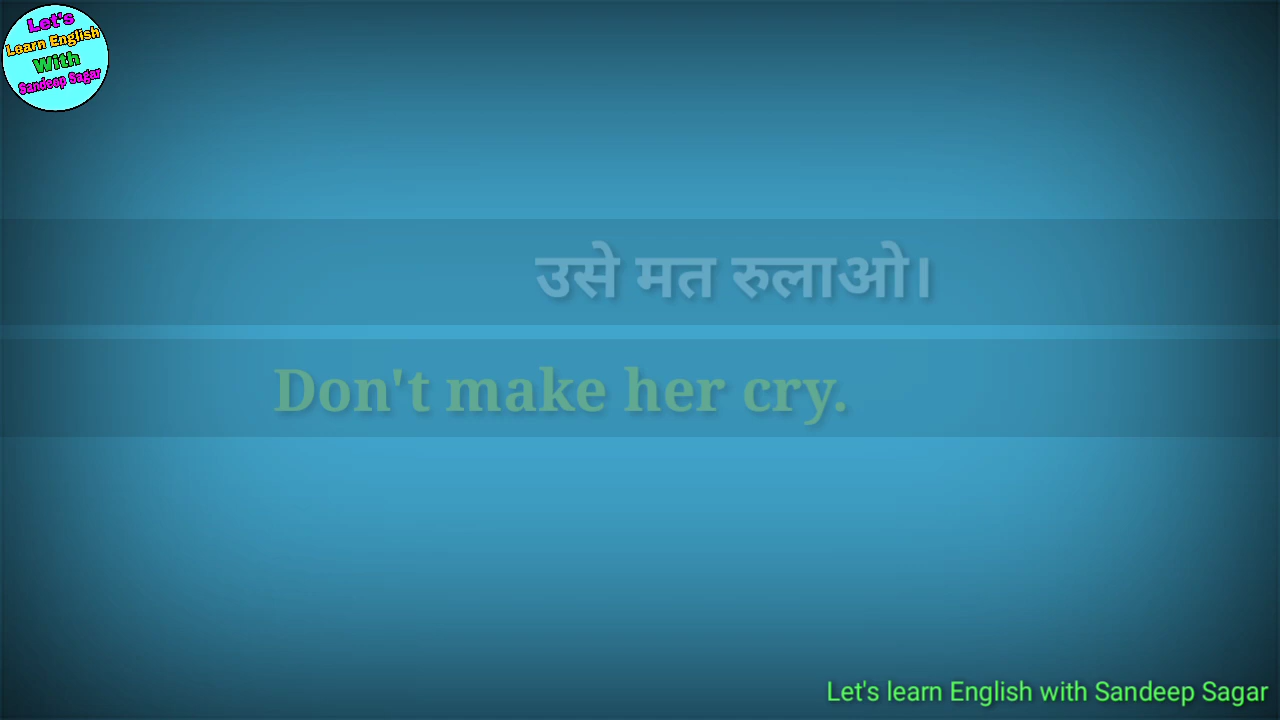 Let's
Learn English
With
Sandeep Sagar
उसे मत रुलाओ।
Don't make her cry.
Let's learn English with Sandeep Sagar